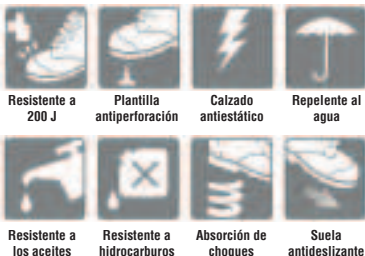 Resistente a
200 J
Plantilla
antiperforación
Calzado
antiestático
Repelente al
agua
Resistente a
los aceites
Resistente a
hidrocarburos
Absorción de
choques
Suela
antideslizante